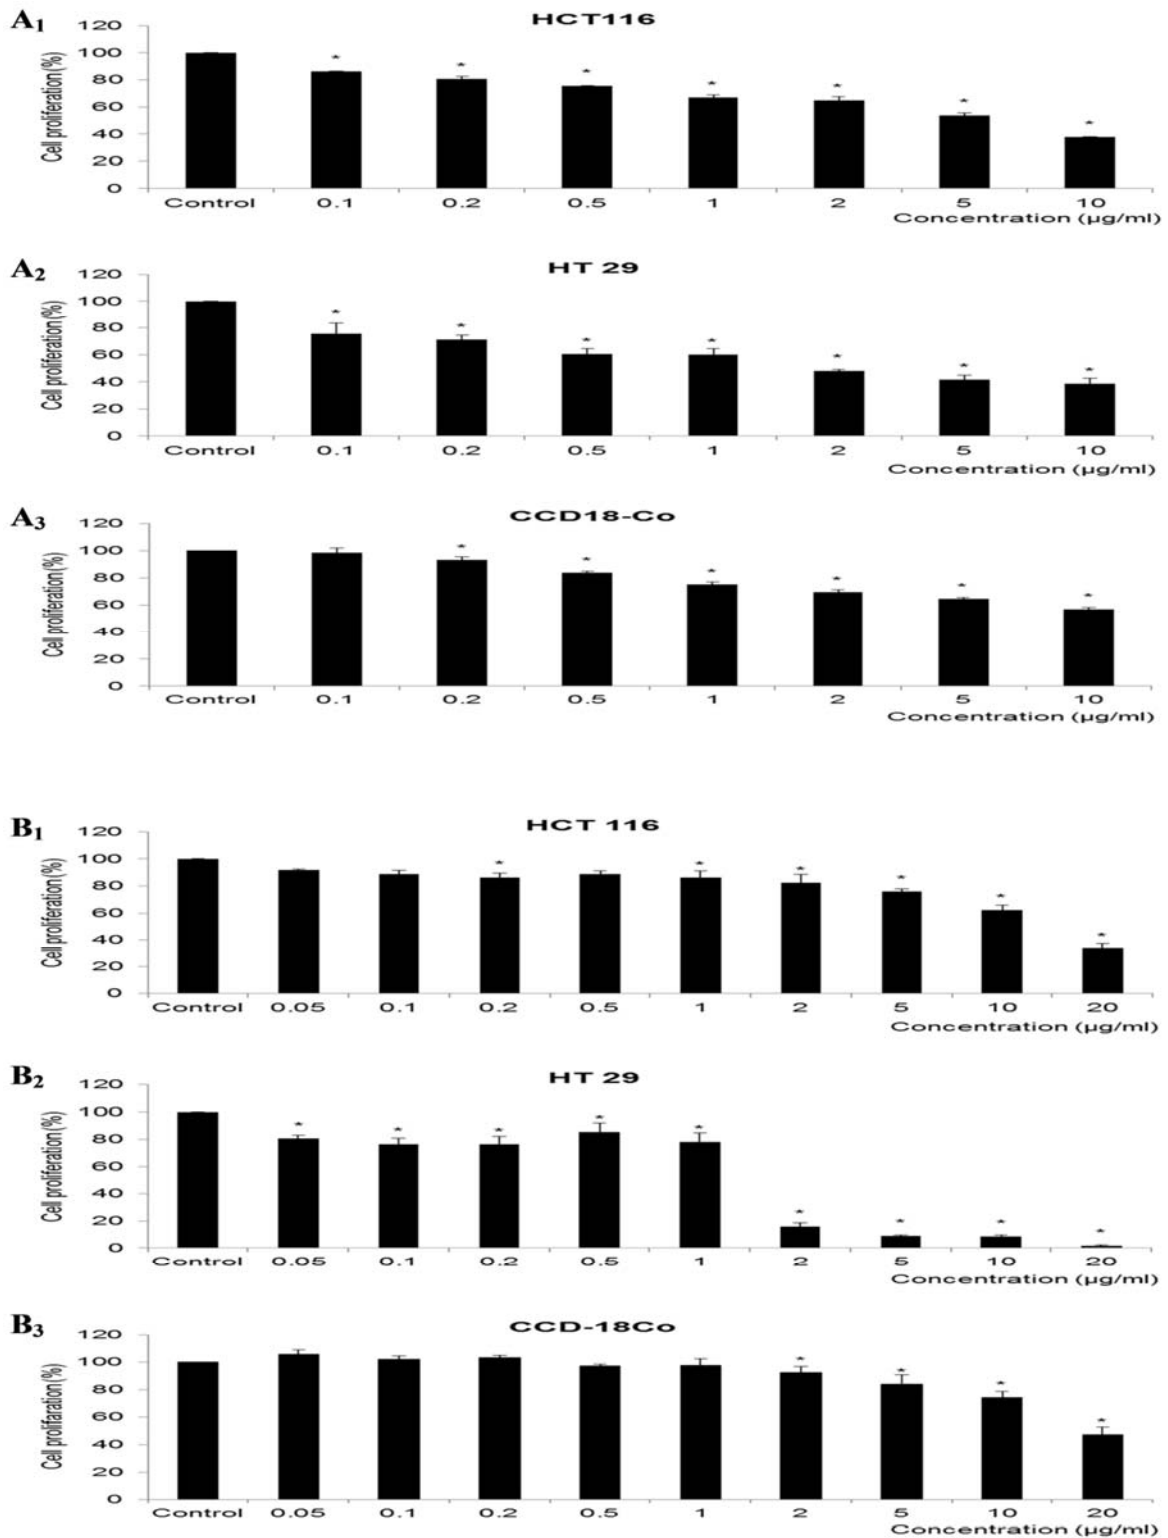 A1
HCT116
Cell proliferation (%)
120
100
80
60
40
20
0
* * * * * * *
Control 0.1 0.2 0.5 1 2 5 10
Concentration (µg/ml)
A2
HT 29
Cell proliferation (%)
120
100
80
60
40
20
0
* * * * * * *
Control 0.1 0.2 0.5 1 2 5 10
Concentration (µg/ml)
A3
CCD18-Co
Cell proliferation (%)
120
100
80
60
40
20
0
* * * * * *
Control 0.1 0.2 0.5 1 2 5 10
Concentration (µg/ml)
B1
HCT 116
Cell proliferation (%)
120
100
80
60
40
20
0
* * * * * *
Control 0.05 0.1 0.2 0.5 1 2 5 10 20
Concentration (µg/ml)
B2
HT 29
Cell proliferation (%)
120
100
80
60
40
20
0
* * * * * * * * *
Control 0.05 0.1 0.2 0.5 1 2 5 10 20
Concentration (µg/ml)
B3
CCD-18Co
Cell prolifaration (%)
120
100
80
60
40
20
0
* * * *
Control 0.05 0.1 0.2 0.5 1 2 5 10 20
Concentration (µg/ml)